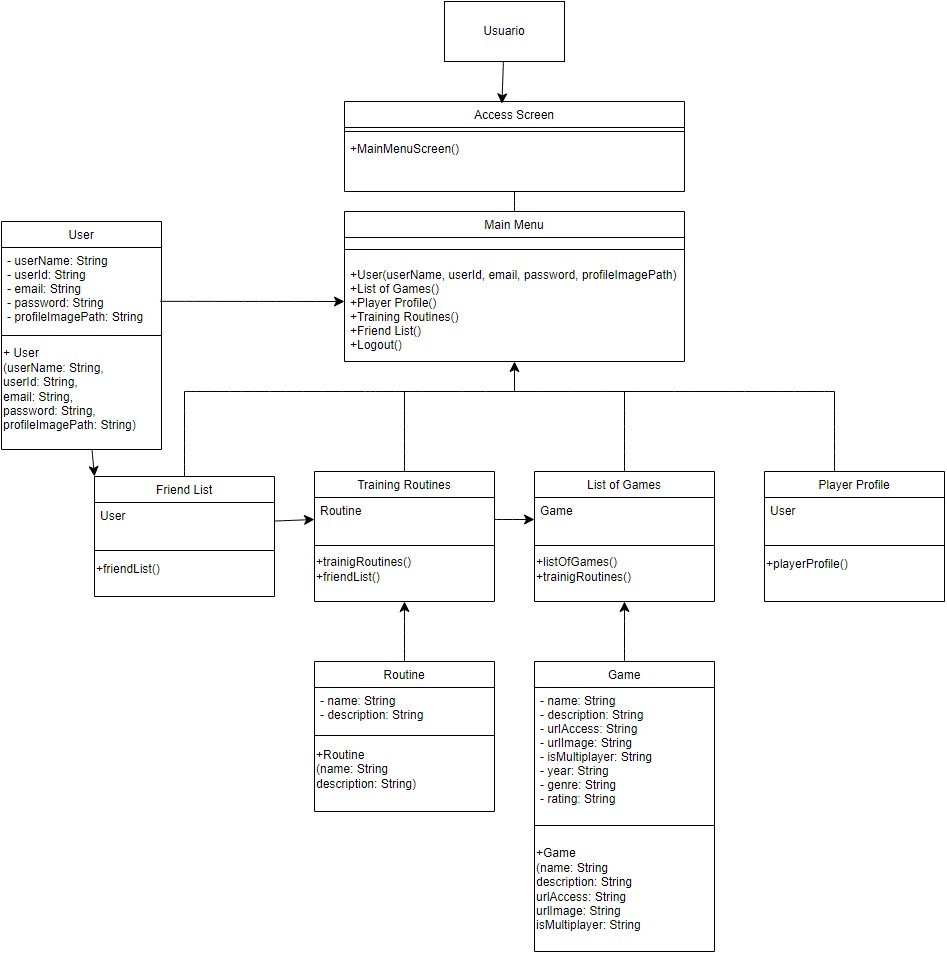 Usuario
Access Screen
+MainMenuScreen()
Main Menu
+User(userName, userId, email, password, profileImagePath)
+List of Games()
+Player Profile()
+Training Routines()
+Friend List()
+Logout()
User
- userName: String
- userId: String
- email: String
- password: String
- profileImagePath: String
+ User
(userName: String,
userId: String,
email: String,
password: String,
profileImagePath: String)
Friend List
User
+friendList()
Training Routines
Routine
+trainigRoutines()
+friendList()
List of Games
Game
+listOfGames()
+trainigRoutines()
Player Profile
User
+playerProfile()
Routine
- name: String
- description: String
+Routine
(name: String
description: String)
Game
- name: String
- description: String
- urlAccess: String
- urlImage: String
- isMultiplayer: String
- year: String
- genre: String
- rating: String
+Game
(name: String
description: String
urlAccess: String
urlImage: String
isMultiplayer: String